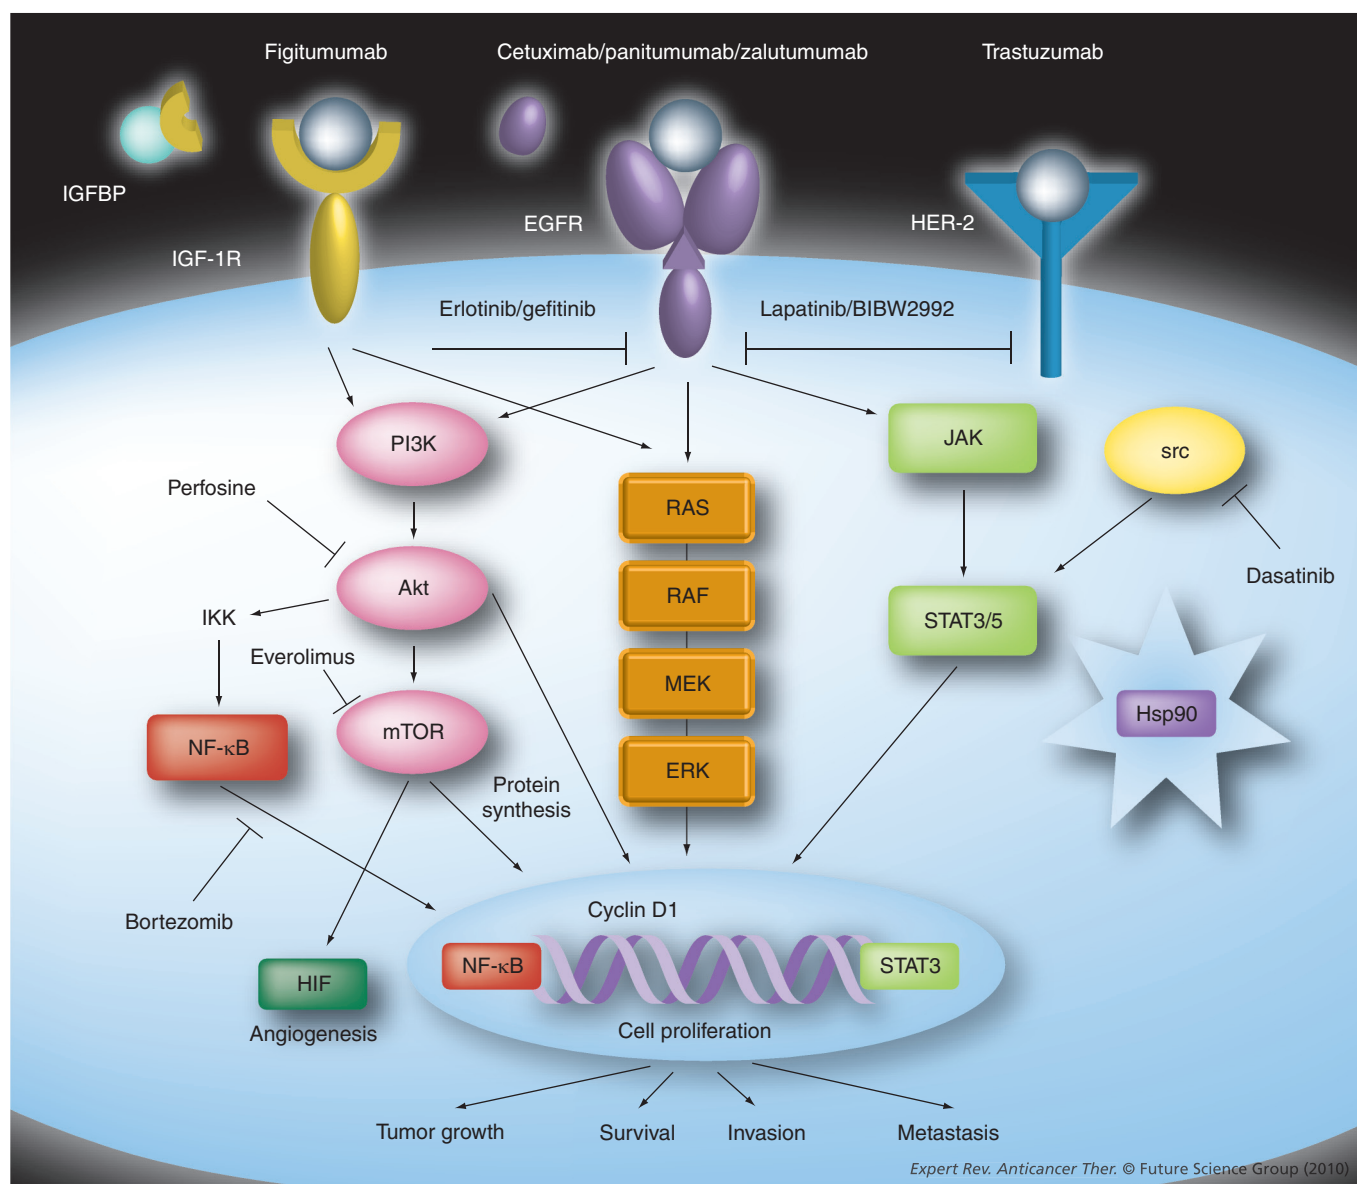 Figitumumab
Cetuximab/panitumumab/zalutumumab
Trastuzumab
IGFBP
IGF-1R
EGFR
HER-2
Erlotinib/gefitinib
Lapatinib/BIBW2992
PI3K
JAK
src
Perfosine
RAS
Akt
RAF
Dasatinib
IKK
STAT3/5
Everolimus
MEK
Hsp90
NF-κB
mTOR
ERK
Protein
synthesis
Bortezomib
Cyclin D1
NF-κB
STAT3
HIF
Angiogenesis
Cell proliferation
Tumor growth
Survival
Invasion
Metastasis
Expert Rev. Anticancer Ther. © Future Science Group (2010)